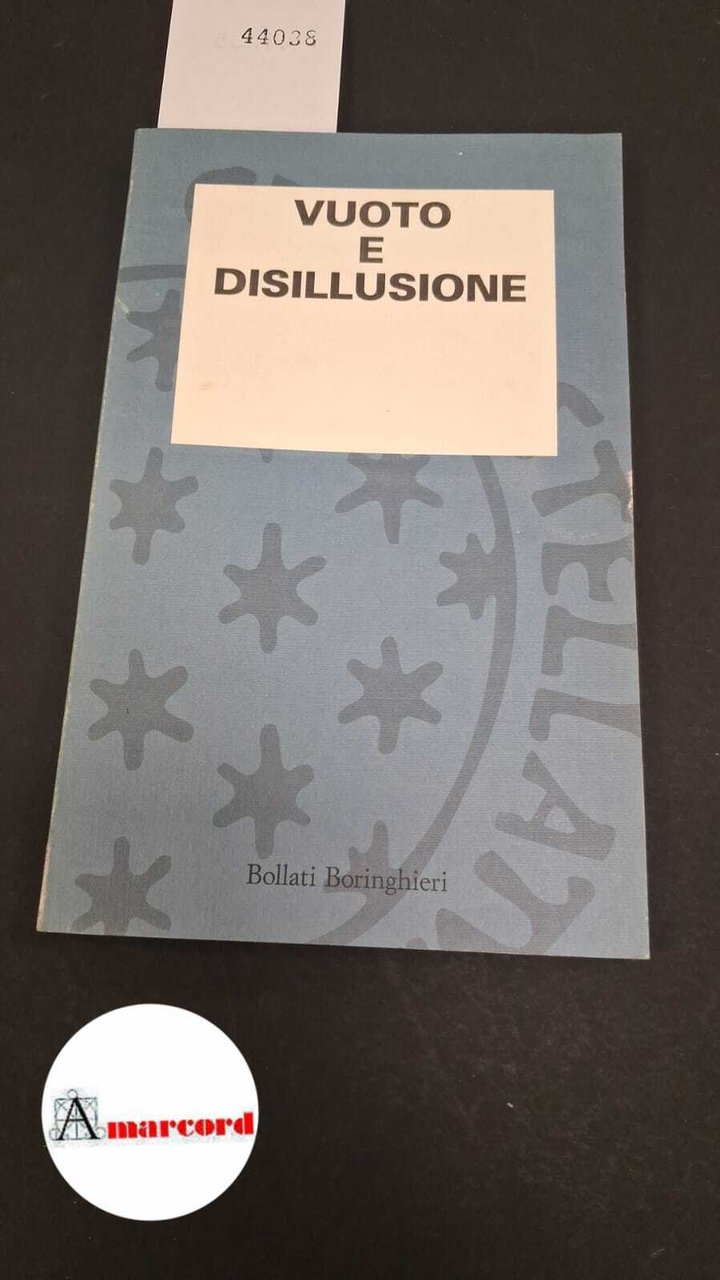 44038
VUOTO
E
DISILLUSIONE
Bollati Boringhieri
Amarcord